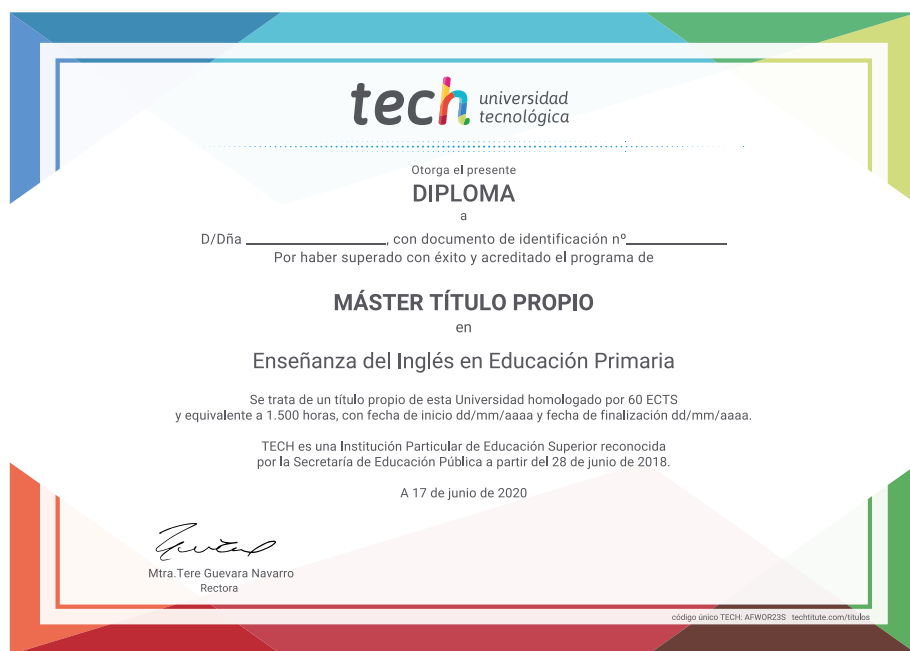 tech universidad
tecnológica
Otorga el presente
DIPLOMA
a
D/Dña ________________, con documento de identificación nº____________
Por haber superado con éxito y acreditado el programa de
MÁSTER TÍTULO PROPIO
en
Enseñanza del Inglés en Educación Primaria
Se trata de un título propio de esta Universidad homologado por 60 ECTS
y equivalente a 1.500 horas, con fecha de inicio dd/mm/aaaa y fecha de finalización dd/mm/aaaa.
TECH es una Institución Particular de Educación Superior reconocida
por la Secretaría de Educación Pública a partir del 28 de junio de 2018.
A 17 de junio de 2020
Mtra.Tere Guevara Navarro
Rectora
código único TECH: AFWOR23S techtitute.com/titulos